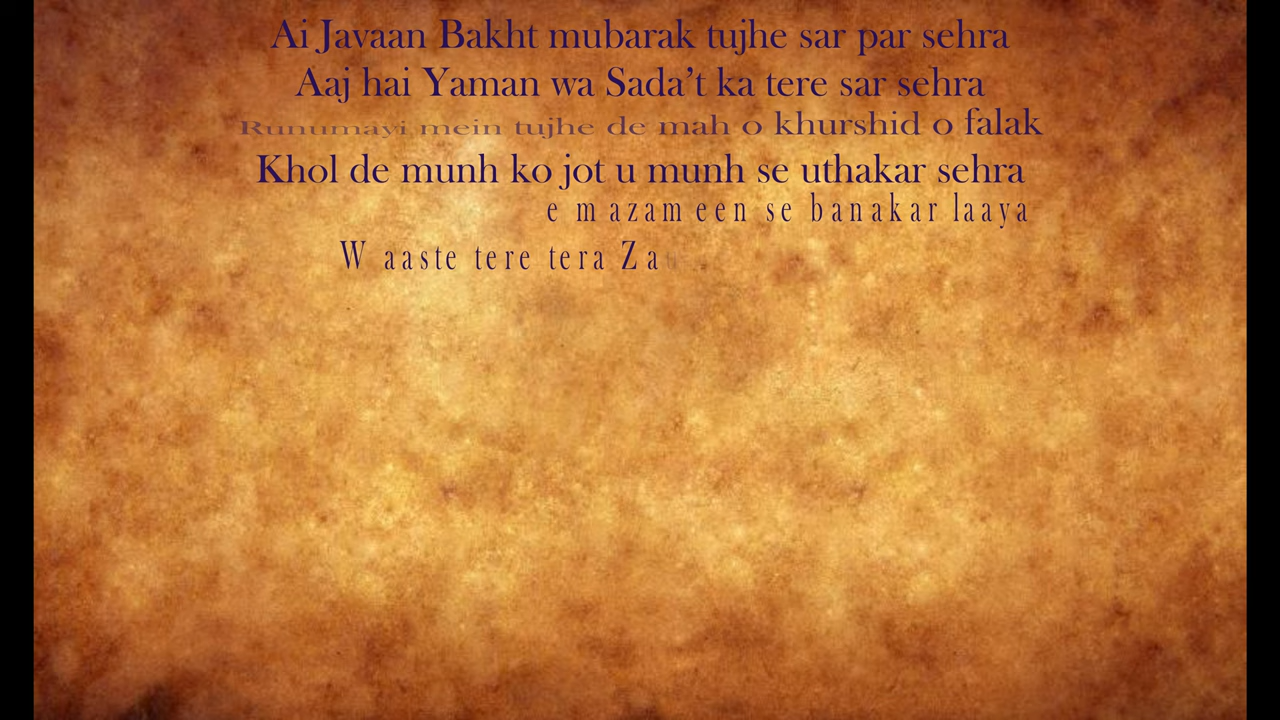 Ai Javaan Bakht mubarak tujhe sar par sehra
Aaj hai Yaman wa Sada’t ka tere sar sehra
Runumayi mein tujhe de mah o khurshid o falak
Khol de munh ko jot u munh se uthakar sehra
e mazameen se banakar laaya
Waaste tere tera